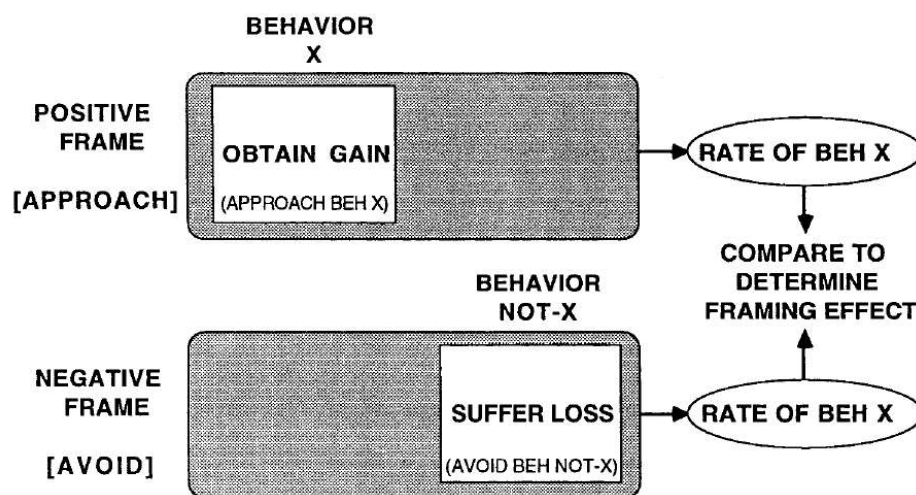 BEHAVIOR
X
POSITIVE
FRAME
[APPROACH]
OBTAIN GAIN
(APPROACH BEH X)
RATE OF BEH X
COMPARE TO
DETERMINE
FRAMING EFFECT
BEHAVIOR
NOT-X
NEGATIVE
FRAME
[AVOID]
SUFFER LOSS
(AVOID BEH NOT-X)
RATE OF BEH X